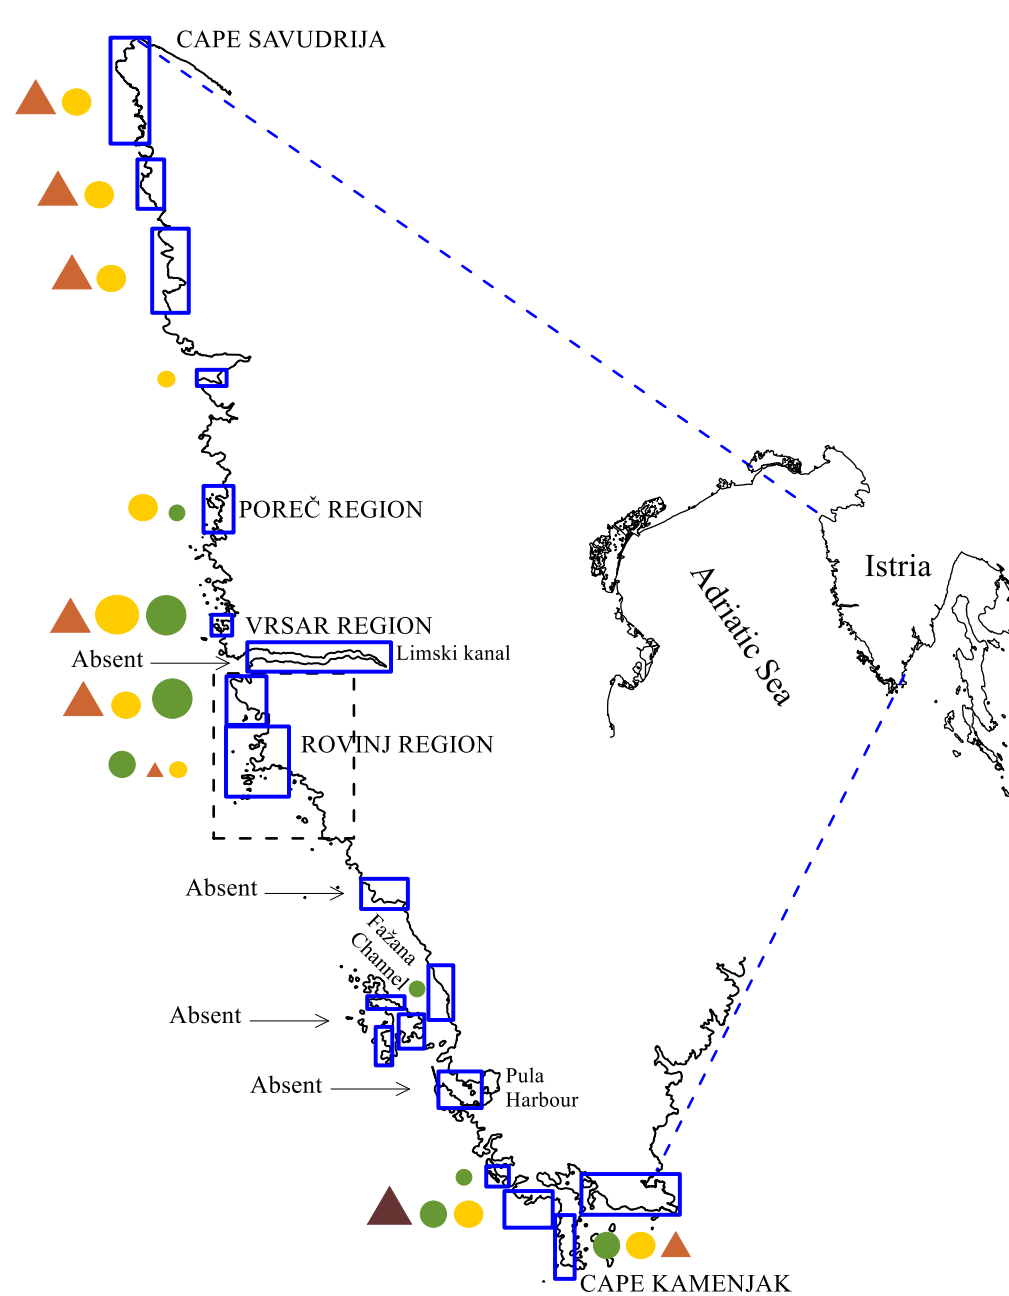 CAPE SAVUDRIJA
POREČ REGION
Istria
Adriatic Sea
VRSAR REGION
Absent
Limski kanal
ROVINJ REGION
Absent
Fažana
Channel
Absent
Absent
Pula
Harbour
CAPE KAMENJAK